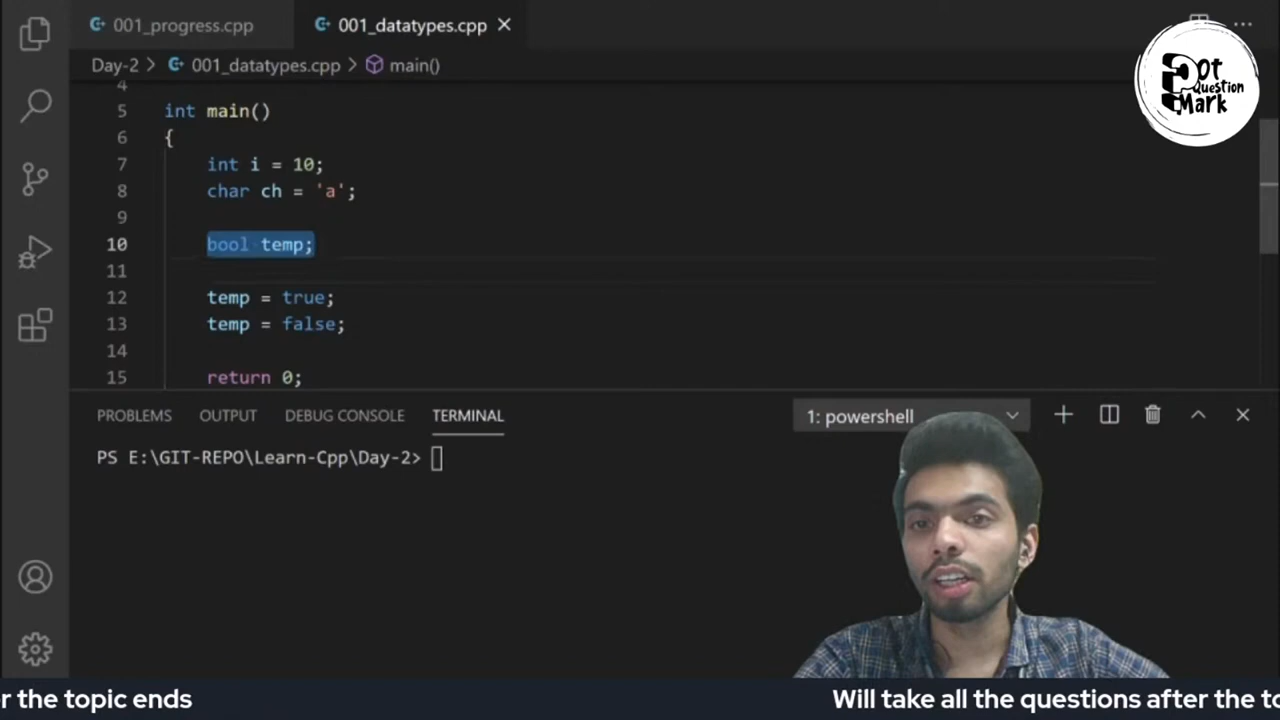 001_progress.cpp
001_datatypes.cpp
Day-2 > 001_datatypes.cpp > main()
4
5 int main()
6 {
7 int i = 10;
8 char ch = 'a';
9
10 bool temp;
11
12 temp = true;
13 temp = false;
14
15 return 0;
PROBLEMS OUTPUT DEBUG CONSOLE TERMINAL
1: powershell
PS E:\GIT-REPO\Learn-Cpp\Day-2>
Dot
Question
Mark
r the topic ends
Will take all the questions after the to